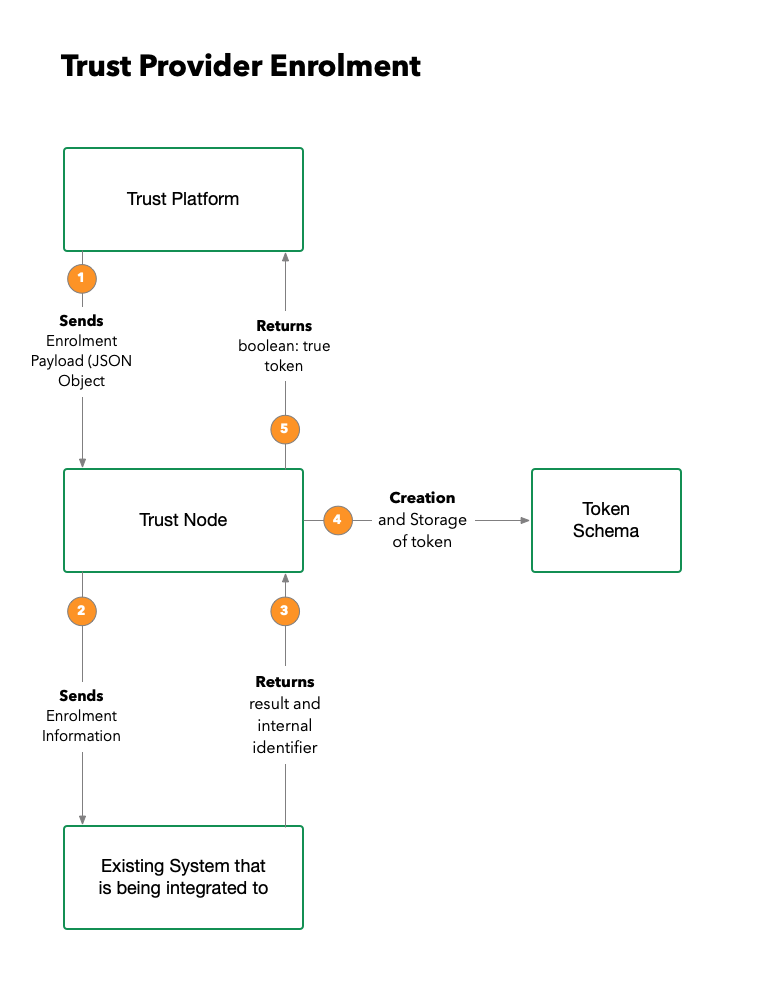 Trust Provider Enrolment
Trust Platform
1
Sends
Enrolment
Payload (JSON
Object
Returns
boolean: true
token
5
Trust Node
4
Creation
and Storage
of token
Token
Schema
2
3
Sends
Enrolment
Information
Returns
result and
internal
identifier
Existing System that
is being integrated to